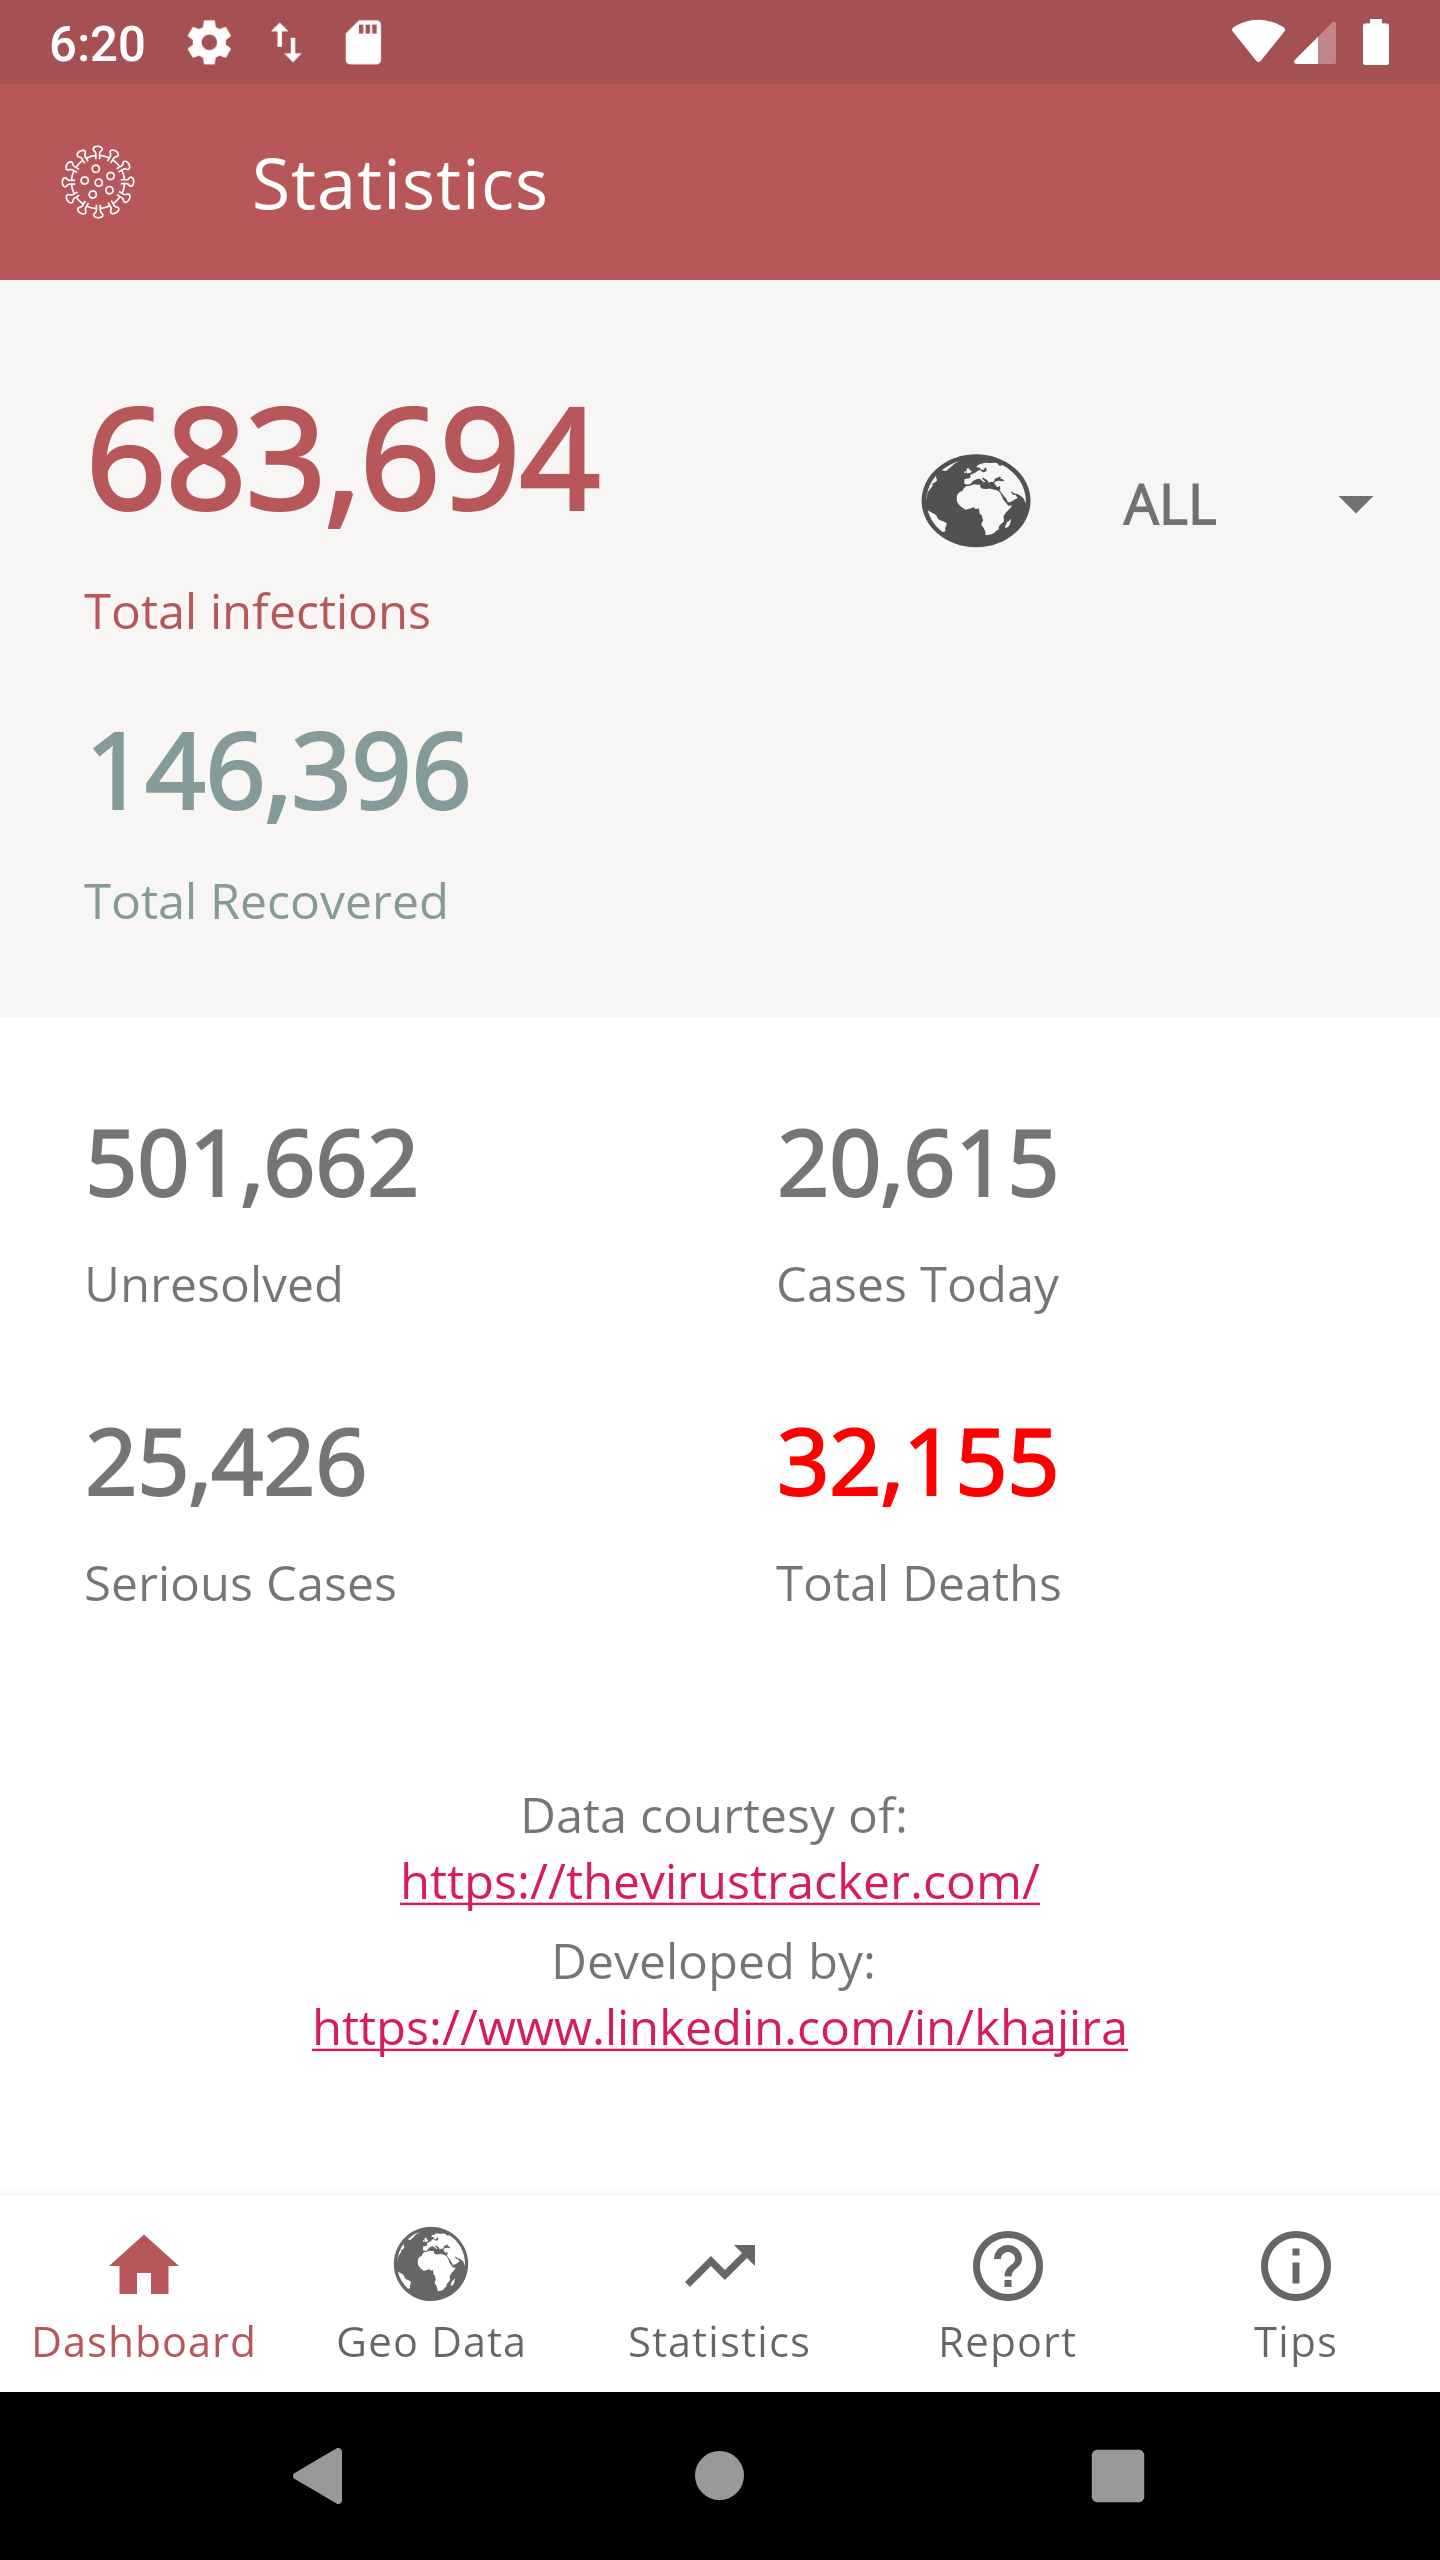 6:20
Statistics
683,694
ALL
Total infections
146,396
Total Recovered
501,662
20,615
Unresolved
Cases Today
25,426
32,155
Serious Cases
Total Deaths
Data courtesy of:
https://thevirustracker.com/
Developed by:
https://www.linkedin.com/in/khajira
Dashboard
Geo Data
Statistics
Report
Tips